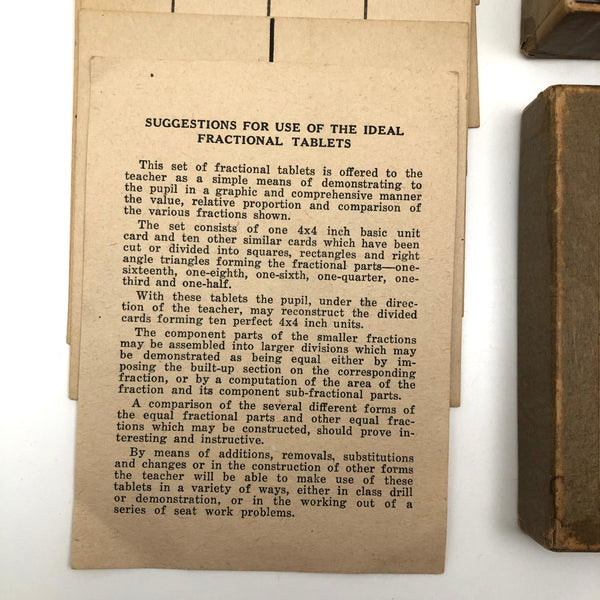 SUGGESTIONS FOR USE OF THE IDEAL
FRACTIONAL TABLETS
This set of fractional tablets is offered to the
teacher as a simple means of demonstrating to
the pupil in a graphic and comprehensive manner
the value, relative proportion and comparison of
the various fractions shown.
The set consists of one 4x4 inch basic unit
card and ten other similar cards which have been
cut or divided into squares, rectangles and right
angle triangles forming the fractional parts—one-
sixteenth, one-eighth, one-sixth, one-quarter, one-
third and one-half.
With these tablets the pupil, under the direc-
tion of the teacher, may reconstruct the divided
cards forming ten perfect 4x4 inch units.
The component parts of the smaller fractions
may be assembled into larger divisions which may
be demonstrated as being equal either by im-
posing the built-up section on the corresponding
fraction, or by a computation of the area of the
fraction and its component sub-fractional parts.
A comparison of the several different forms of
the equal fractional parts and other equal frac-
tions which may be constructed, should prove in-
teresting and instructive.
By means of additions, removals, substitutions
and changes or in the construction of other forms
the teacher will be able to make use of these
tablets in a variety of ways, either in class drill
or demonstration, or in the working out of a
series of seat work problems.